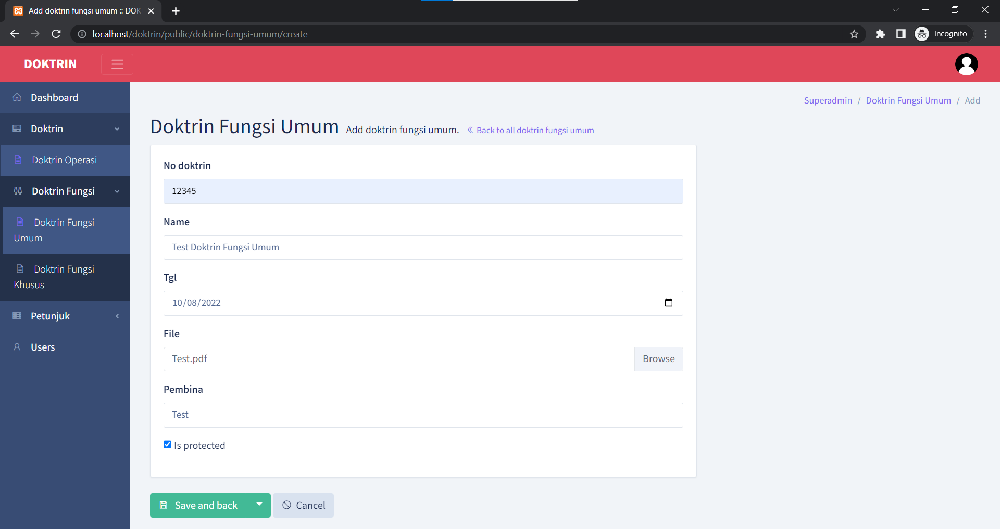 Add doktrin fungsi umum :: DOK
localhost/doktrin/public/doktrin-fungsi-umum/create
Incognito
DOKTRIN
Dashboard
Doktrin
Doktrin Operasi
Doktrin Fungsi
Doktrin Fungsi
Umum
Doktrin Fungsi
Khusus
Petunjuk
Users
Superadmin / Doktrin Fungsi Umum / Add
Doktrin Fungsi Umum Add doktrin fungsi umum. « Back to all doktrin fungsi umum
No doktrin
12345
Name
Test Doktrin Fungsi Umum
Tgl
10/08/2022
File
Test.pdf Browse
Pembina
Test
Is protected
Save and back Cancel